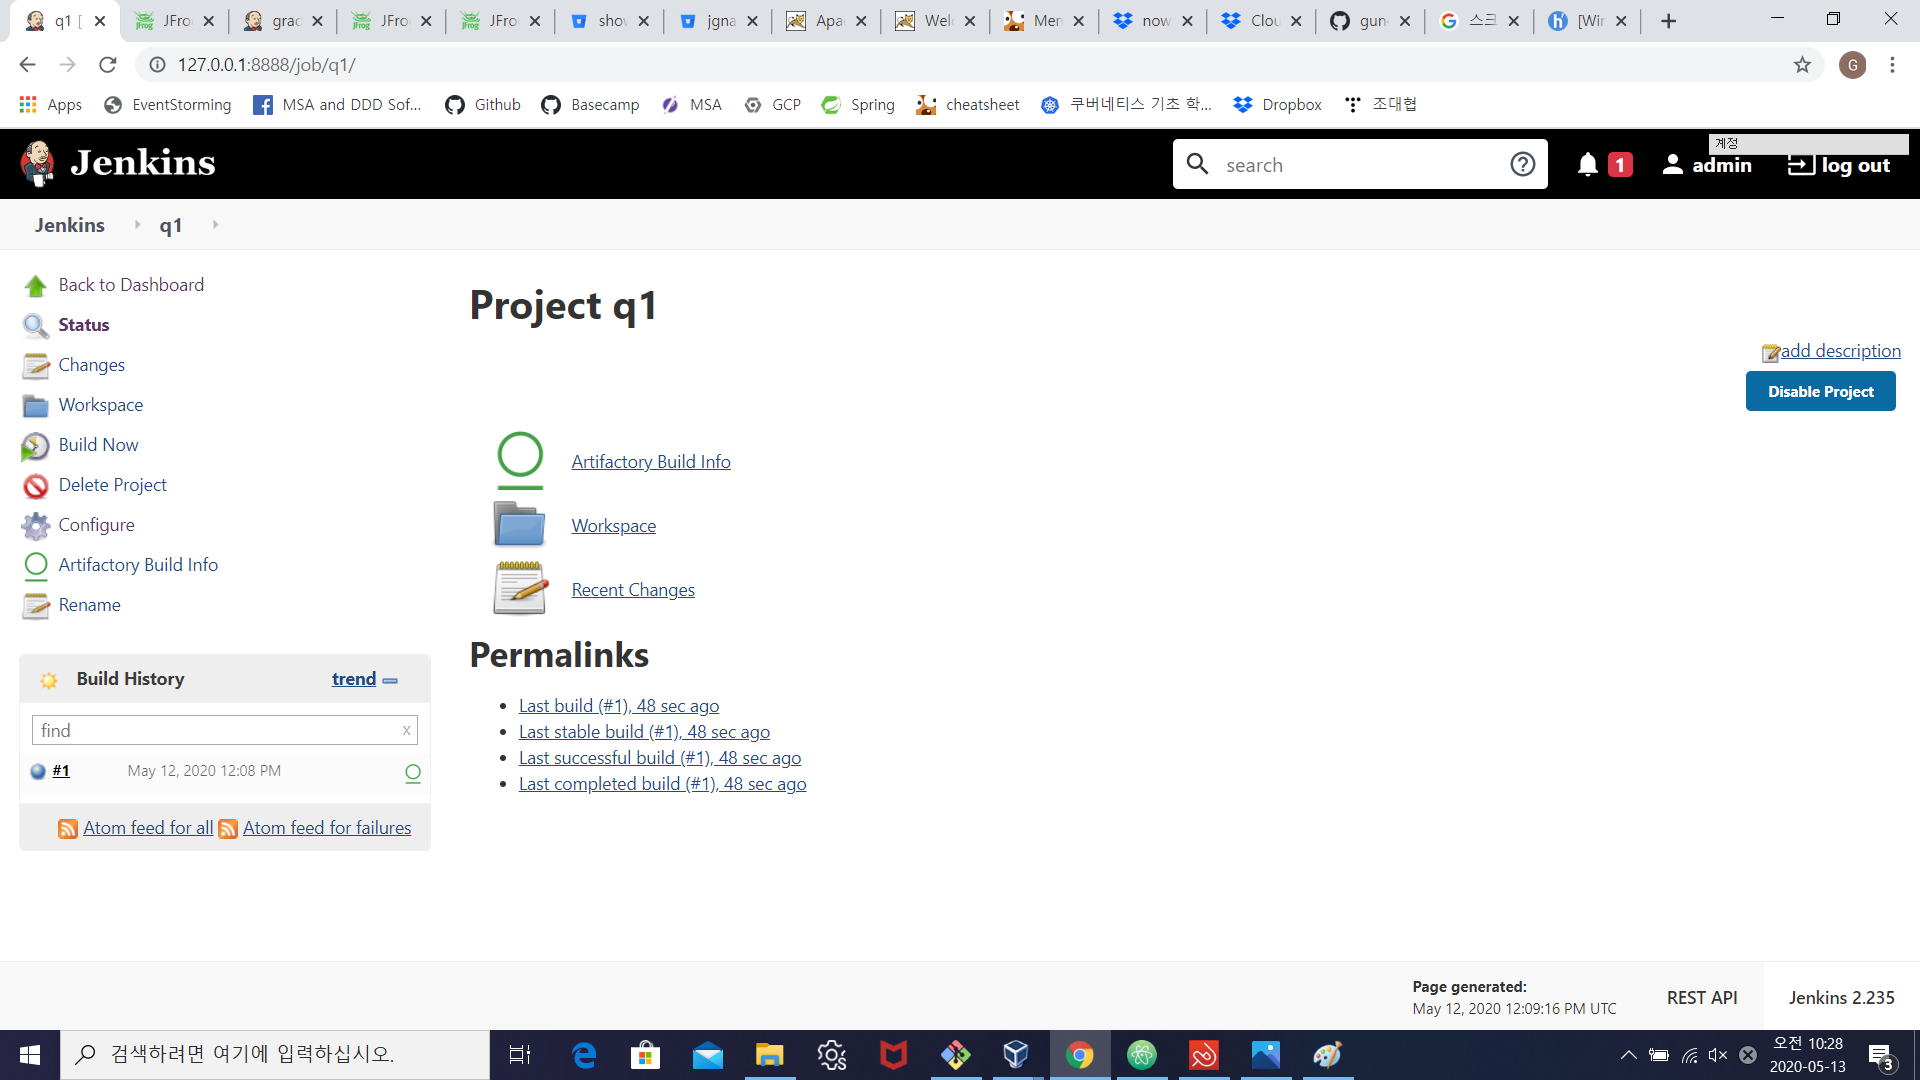 q1 [
JFro
grad
JFro
JFro
show
jgna
Apa
Welc
Mem
now
Clou
gun
스크
[Win
127.0.0.1:8888/job/q1/
G
Apps
EventStorming
MSA and DDD Sof...
Github
Basecamp
MSA
GCP
Spring
cheatsheet
쿠버네티스 기초 학...
Dropbox
조대협
Jenkins
search
1
계정
admin
log out
Jenkins
q1
Back to Dashboard
Status
Changes
Workspace
Build Now
Delete Project
Configure
Artifactory Build Info
Rename
Build History
trend
find
x
#1
May 12, 2020 12:08 PM
Atom feed for all
Atom feed for failures
Project q1
add description
Disable Project
Artifactory Build Info
Workspace
Recent Changes
Permalinks
Last build (#1), 48 sec ago
Last stable build (#1), 48 sec ago
Last successful build (#1), 48 sec ago
Last completed build (#1), 48 sec ago
Page generated:
May 12, 2020 12:09:16 PM UTC
REST API
Jenkins 2.235
검색하려면 여기에 입력하십시오.
오전 10:28
2020-05-13
3